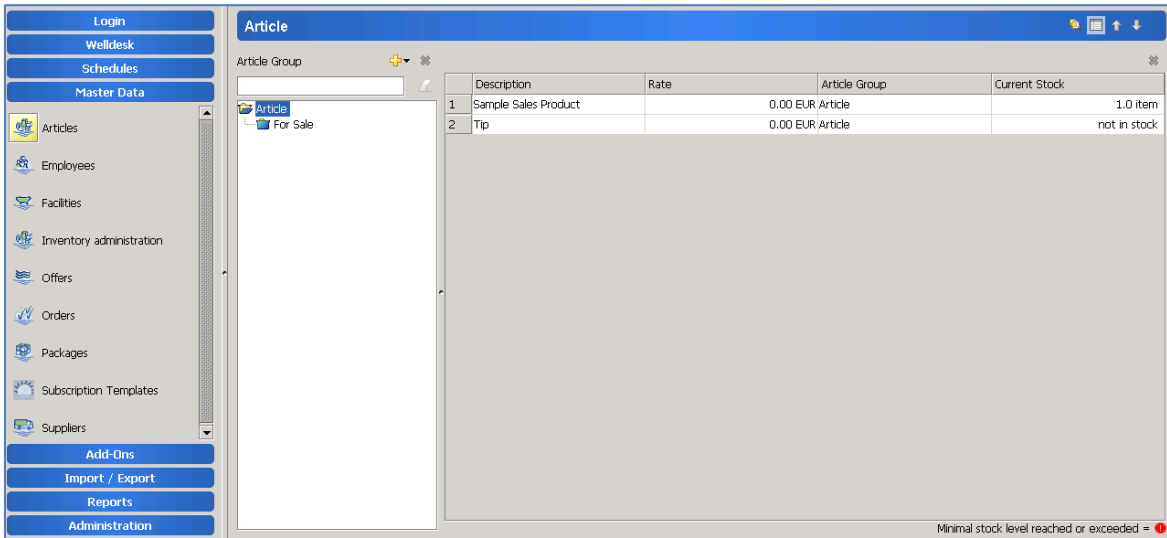 Login
Welldesk
Schedules
Master Data
Articles
Employees
Facilities
Inventory administration
Offers
Orders
Packages
Subscription Templates
Suppliers
Add-Ons
Import / Export
Reports
Administration
Article
Article Group
Article
For Sale
Description Rate Article Group Current Stock
1 Sample Sales Product 0.00 EUR Article 1.0 item
2 Tip 0.00 EUR Article not in stock
Minimal stock level reached or exceeded =